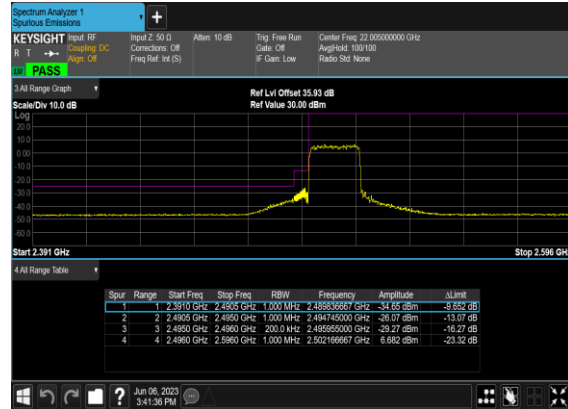 Spectrum Analyzer 1
Spurious Emissions
KEYSIGHT Input: RF Input Z: 50 Ω Atten: 10 dB Trig: Free Run Center Freq: 22.005000000 GHz
R T Coupling: DC Corrections: Off Gate: Off Avg|Hold: 100/100
Align: Off Freq Ref: Int (S) IF Gain: Low Radio Std: None
PASS
3 All Range Graph
Ref Lvl Offset 35.93 dB
Scale/Div 10.0 dB Ref Value 30.00 dBm
Log
20.0
10.0
0.00
-10.0
-20.0
-30.0
-40.0
-50.0
-60.0
Start 2.391 GHz Stop 2.596 GHz
4 All Range Table
Spur Range Start Freq Stop Freq RBW Frequency Amplitude ΔLimit
1 1 2.3910 GHz 2.4905 GHz 1.000 MHz 2.489836667 GHz -34.65 dBm -9.652 dB
2 2 2.4905 GHz 2.4950 GHz 1.000 MHz 2.494745000 GHz -26.07 dBm -13.07 dB
3 3 2.4950 GHz 2.4960 GHz 200.0 kHz 2.495955000 GHz -29.27 dBm -16.27 dB
4 4 2.4960 GHz 2.5960 GHz 1.000 MHz 2.502166667 GHz 6.682 dBm -23.32 dB
? Jun 06, 2023
3:41:36 PM